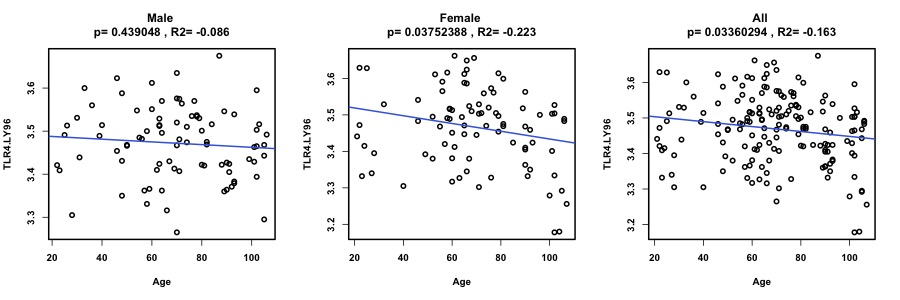 Male
p= 0.439048 , R2= -0.086
TLR4.LY96
3.6
3.5
3.4
3.3
20 40 60 80 100
Age
Female
p= 0.03752388 , R2= -0.223
TLR4.LY96
3.6
3.5
3.4
3.3
3.2
20 40 60 80 100
Age
All
p= 0.03360294 , R2= -0.163
TLR4.LY96
3.6
3.5
3.4
3.3
3.2
20 40 60 80 100
Age